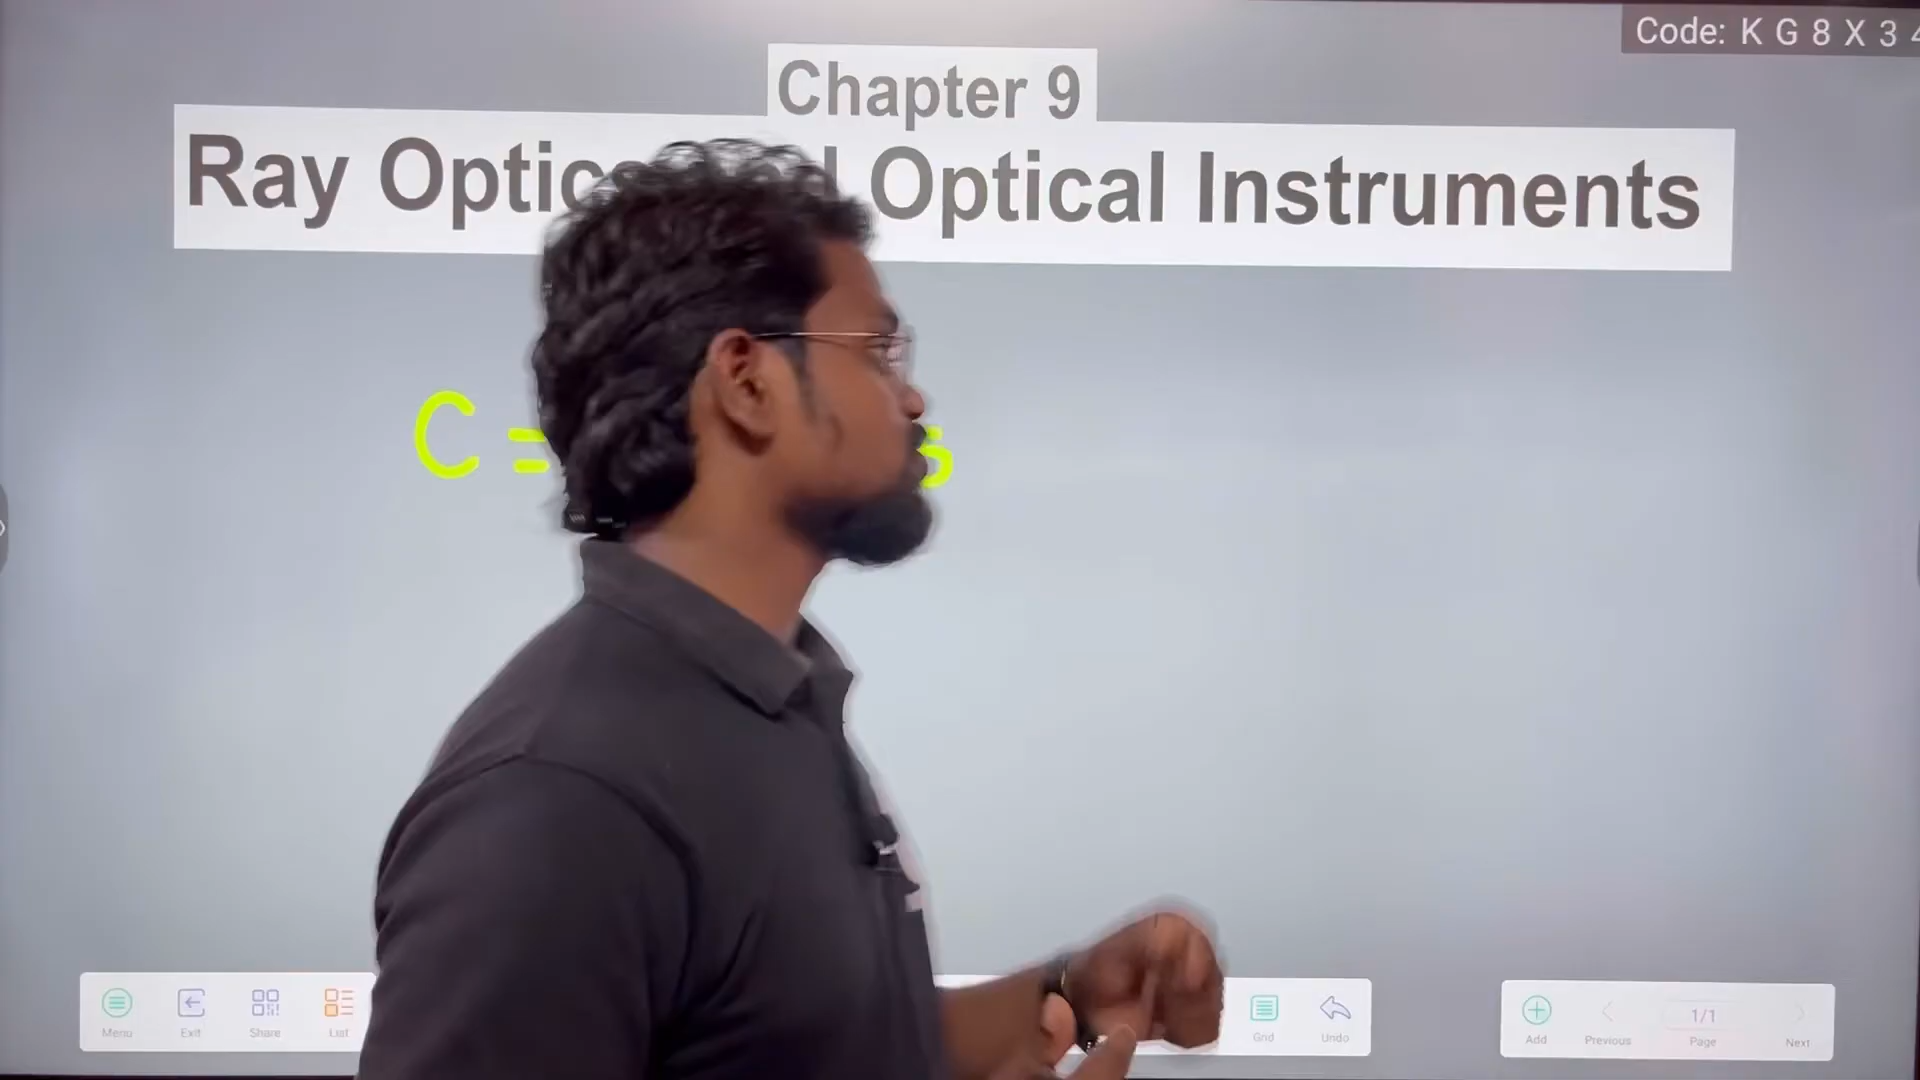 Code: K G 8 X 3
Chapter 9
Ray Optical Instruments
C = s
Menu Exit Share List Grid Undo Add Previous 1/1 Page Next